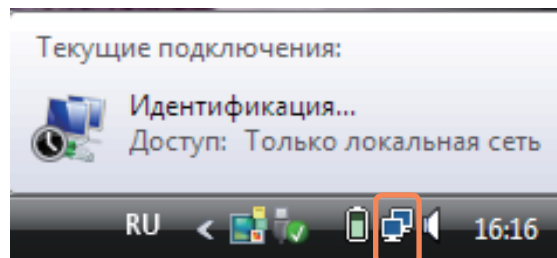 Текущие подключения:
Идентификация...
Доступ: Только локальная сеть
RU < 16:16